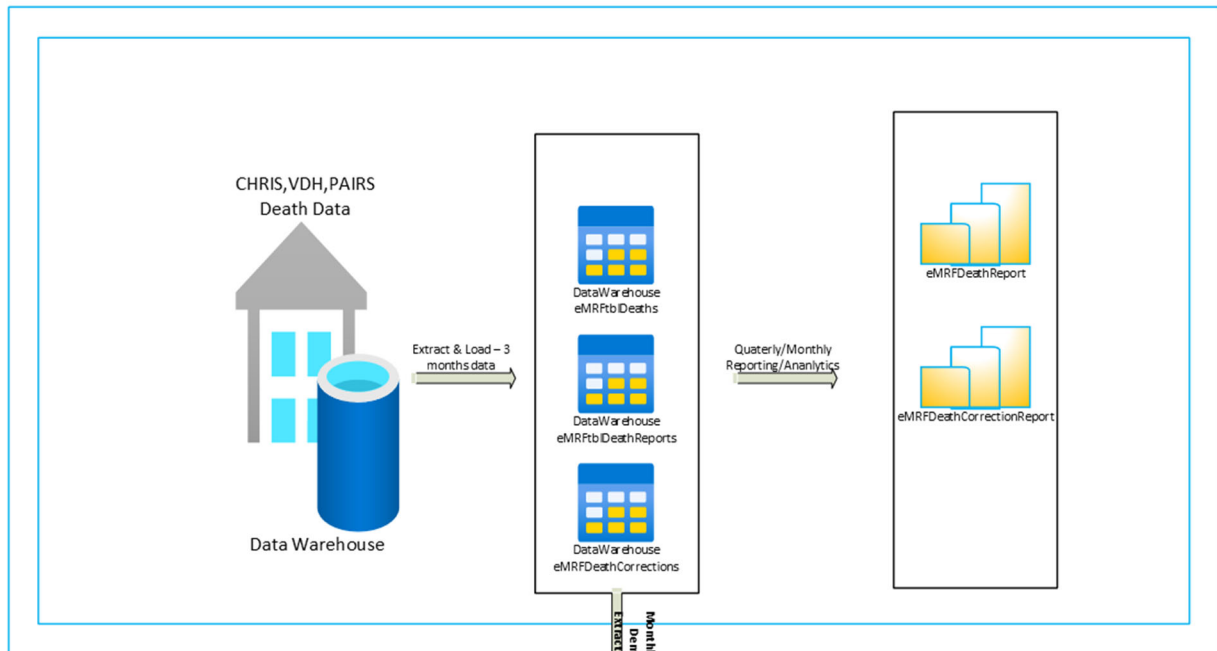 CHRIS,VDH,PAIRS
Death Data
Data Warehouse
Extract & Load – 3
months data
DataWarehouse
eMRFtblDeaths
DataWarehouse
eMRFtblDeathReports
DataWarehouse
eMRFDeathCorrections
Quaterly/Monthly
Reporting/Ananlytics
eMRFDeathReport
eMRFDeathCorrectionReport
Extract